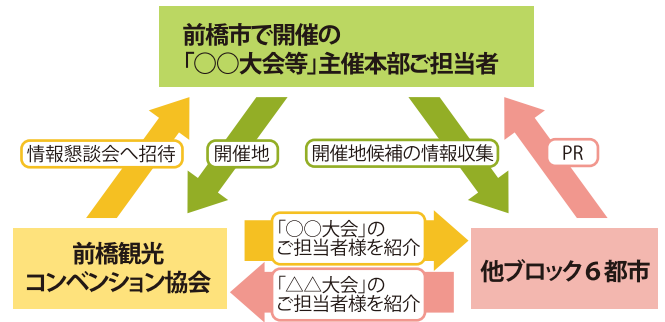 前橋市で開催の
「○○大会等」主催本部ご担当者
情報懇談会へ招待
開催地
開催地候補の情報収集
PR
前橋観光
コンベンション協会
「○○大会」の
ご担当者様を紹介
「△△大会」の
ご担当者様を紹介
他ブロック６都市